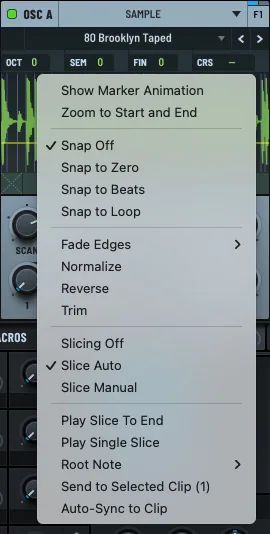 OSC A SAMPLE F1
80 Brooklyn Taped
OCT 0 SEM 0 FIN 0 CRS –
Show Marker Animation
Zoom to Start and End
✓ Snap Off
Snap to Zero
Snap to Beats
Snap to Loop
Fade Edges
Normalize
Reverse
Trim
Slicing Off
✓ Slice Auto
Slice Manual
Play Slice To End
Play Single Slice
Root Note
Send to Selected Clip (1)
Auto-Sync to Clip
SCAN
1
ACROS